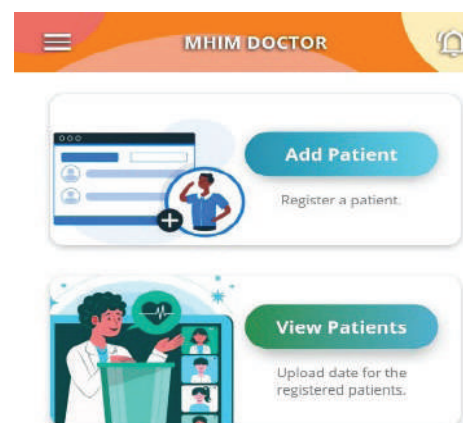 MHIM DOCTOR
Add Patient
Register a patient.
View Patients
Upload date for the
registered patients.